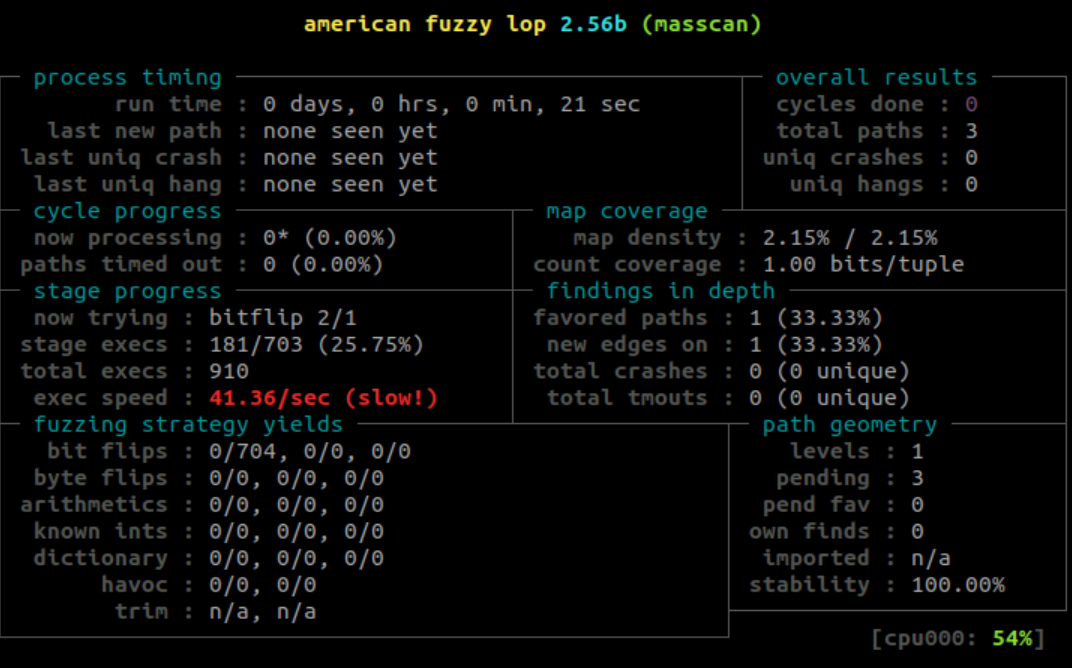 american fuzzy lop 2.56b (masscan)
process timing
run time : 0 days, 0 hrs, 0 min, 21 sec
last new path : none seen yet
last uniq crash : none seen yet
last uniq hang : none seen yet
overall results
cycles done : 0
total paths : 3
uniq crashes : 0
uniq hangs : 0
cycle progress
now processing : 0* (0.00%)
paths timed out : 0 (0.00%)
map coverage
map density : 2.15% / 2.15%
count coverage : 1.00 bits/tuple
stage progress
now trying : bitflip 2/1
stage execs : 181/703 (25.75%)
total execs : 910
exec speed : 41.36/sec (slow!)
findings in depth
favored paths : 1 (33.33%)
new edges on : 1 (33.33%)
total crashes : 0 (0 unique)
total tmouts : 0 (0 unique)
fuzzing strategy yields
bit flips : 0/704, 0/0, 0/0
byte flips : 0/0, 0/0, 0/0
arithmetics : 0/0, 0/0, 0/0
known ints : 0/0, 0/0, 0/0
dictionary : 0/0, 0/0, 0/0
havoc : 0/0, 0/0
trim : n/a, n/a
path geometry
levels : 1
pending : 3
pend fav : 0
own finds : 0
imported : n/a
stability : 100.00%
[cpu000: 54%]